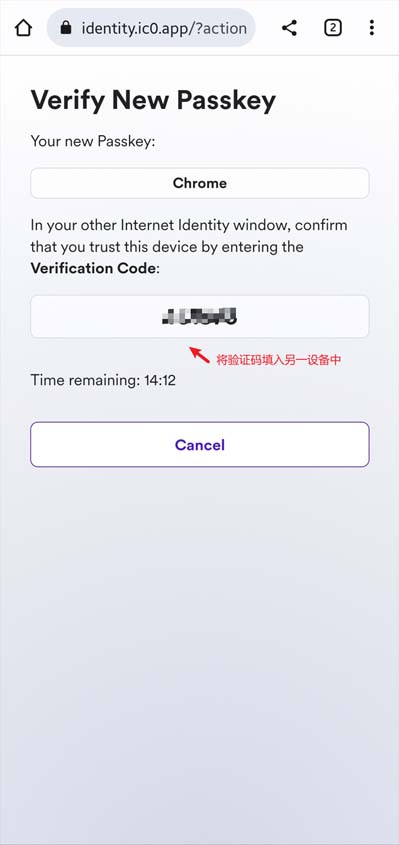 identity.ic0.app/?action
2
Verify New Passkey
Your new Passkey:
Chrome
In your other Internet Identity window, confirm
that you trust this device by entering the
Verification Code:
将验证码填入另一设备中
Time remaining: 14:12
Cancel